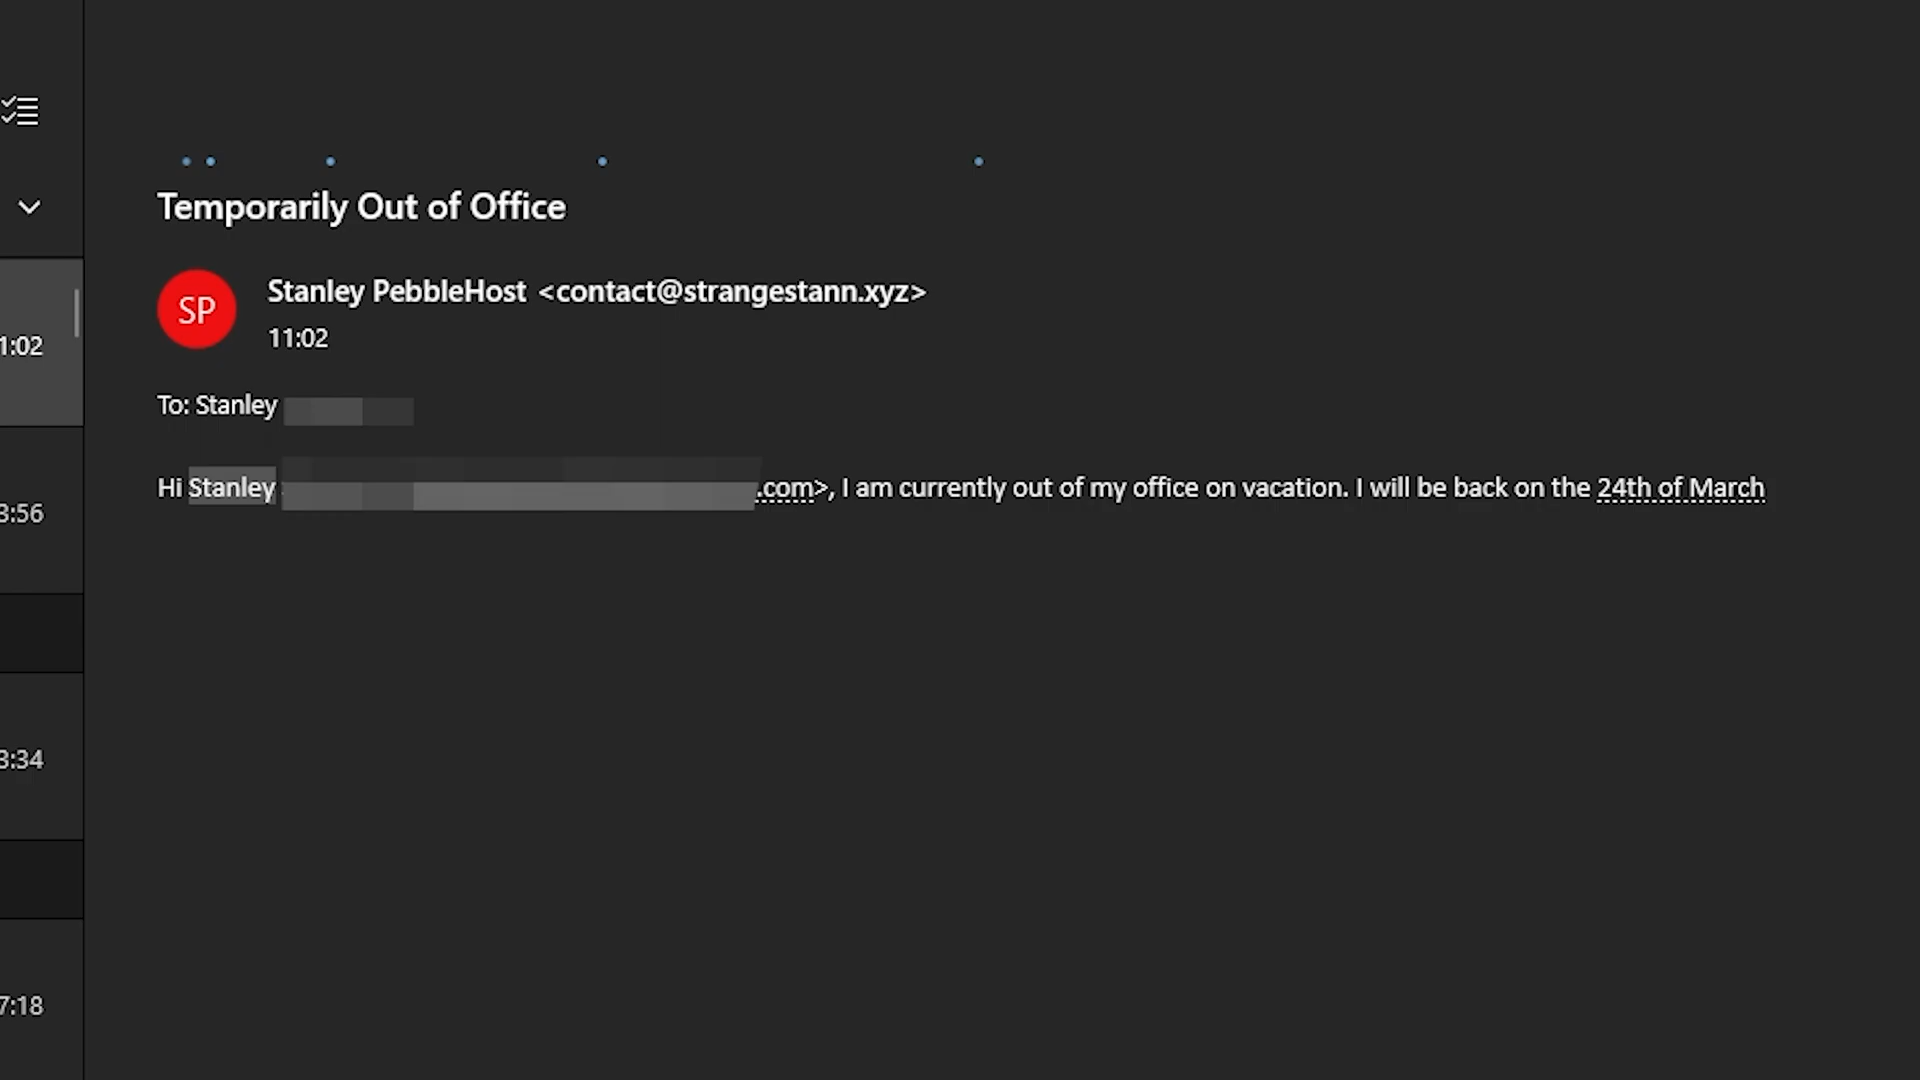 Temporarily Out of Office
SP
Stanley PebbleHost <contact@strangestann.xyz>
11:02
1:02
To: Stanley
Hi Stanley .com>, I am currently out of my office on vacation. I will be back on the 24th of March
3:56
3:34
7:18